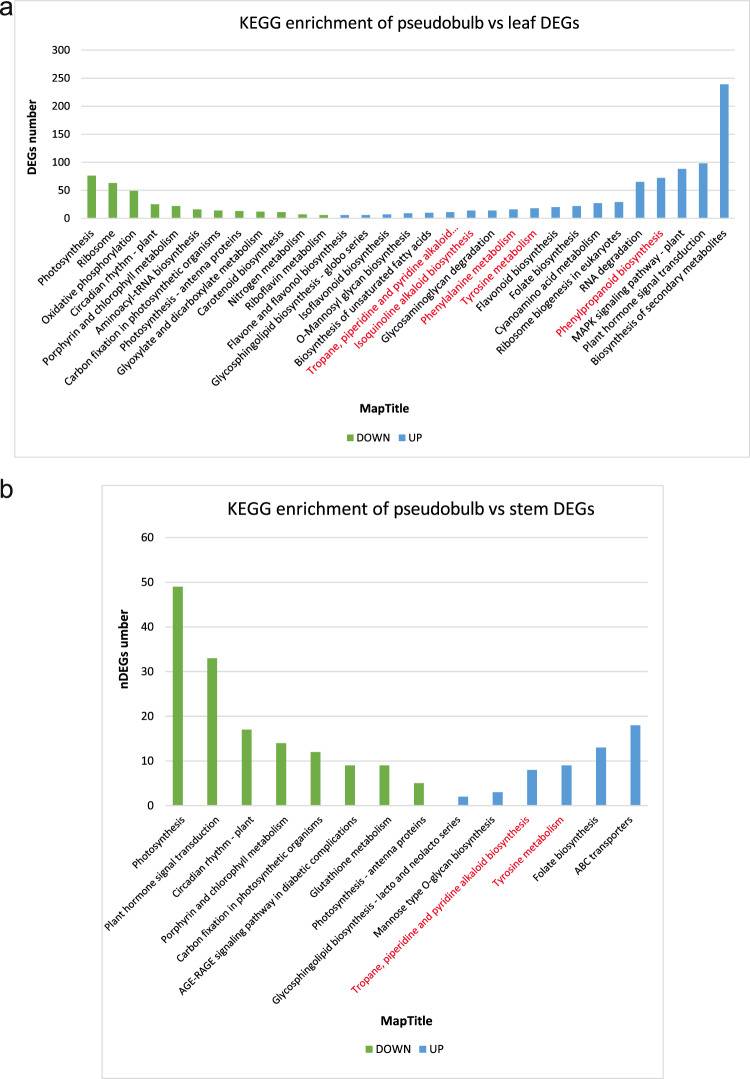 a
KEGG enrichment of pseudobulb vs leaf DEGs
DEGs number
300
250
200
150
100
50
0
Photosynthesis
Ribosome
Oxidative phosphorylation
Circadian rhythm - plant
Porphyrin and chlorophyll metabolism
Aminoacyl-tRNA biosynthesis
Carbon fixation in photosynthetic organisms
Photosynthesis - antenna proteins
Glyoxylate and dicarboxylate metabolism
Carotenoid biosynthesis
Nitrogen metabolism
Riboflavin metabolism
Flavone and flavonol biosynthesis
Glycosphingolipid biosynthesis - globo series
Isoflavonoid biosynthesis
O-Mannosyl glycan biosynthesis
Biosynthesis of unsaturated fatty acids
Tropane, piperidine and pyridine alkaloid...
Isoquinoline alkaloid biosynthesis
Glycosaminoglycan degradation
Phenylalanine metabolism
Tyrosine metabolism
Flavonoid biosynthesis
Folate biosynthesis
Cyanoamino acid metabolism
Ribosome biogenesis in eukaryotes
RNA degradation
Phenylpropanoid biosynthesis
MAPK signaling pathway - plant
Plant hormone signal transduction
Biosynthesis of secondary metabolites
MapTitle
DOWN UP
b
KEGG enrichment of pseudobulb vs stem DEGs
nDEGs umber
60
50
40
30
20
10
0
Photosynthesis
Plant hormone signal transduction
Circadian rhythm - plant
Porphyrin and chlorophyll metabolism
Carbon fixation in photosynthetic organisms
AGE-RAGE signaling pathway in diabetic complications
Glutathione metabolism
Photosynthesis - antenna proteins
Glycosphingolipid biosynthesis - lacto and neolacto series
Mannose type O-glycan biosynthesis
Tropane, piperidine and pyridine alkaloid biosynthesis
Tyrosine metabolism
Folate biosynthesis
ABC transporters
MapTitle
DOWN UP